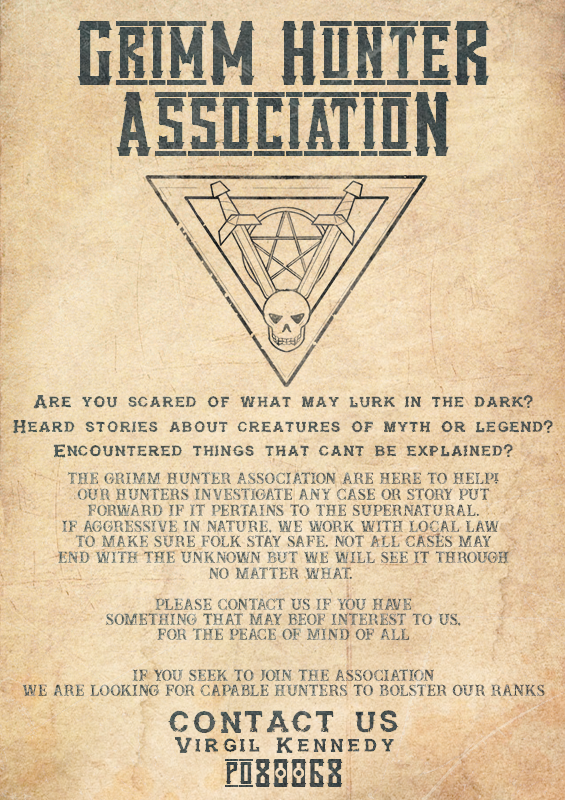 GRIMM HUNTER
ASSOCIATION
ARE YOU SCARED OF WHAT MAY LURK IN THE DARK?
HEARD STORIES ABOUT CREATURES OF MYTH OR LEGEND?
ENCOUNTERED THINGS THAT CANT BE EXPLAINED?
THE GRIMM HUNTER ASSOCIATION ARE HERE TO HELP!
OUR HUNTERS INVESTIGATE ANY CASE OR STORY PUT
FORWARD IF IT PERTAINS TO THE SUPERNATURAL.
IF AGGRESSIVE IN NATURE, WE WORK WITH LOCAL LAW
TO MAKE SURE FOLK STAY SAFE. NOT ALL CASES MAY
END WITH THE UNKNOWN BUT WE WILL SEE IT THROUGH
NO MATTER WHAT.
PLEASE CONTACT US IF YOU HAVE
SOMETHING THAT MAY BEOF INTEREST TO US,
FOR THE PEACE OF MIND OF ALL
IF YOU SEEK TO JOIN THE ASSOCIATION
WE ARE LOOKING FOR CAPABLE HUNTERS TO BOLSTER OUR RANKS
CONTACT US
VIRGIL KENNEDY